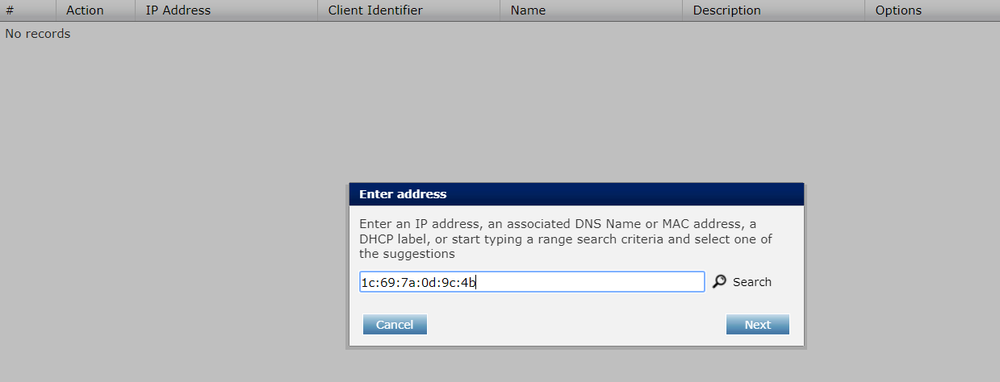 # Action IP Address Client Identifier Name Description Options
No records
Enter address
Enter an IP address, an associated DNS Name or MAC address, a
DHCP label, or start typing a range search criteria and select one of
the suggestions
1c:69:7a:0d:9c:4b Search
Cancel Next